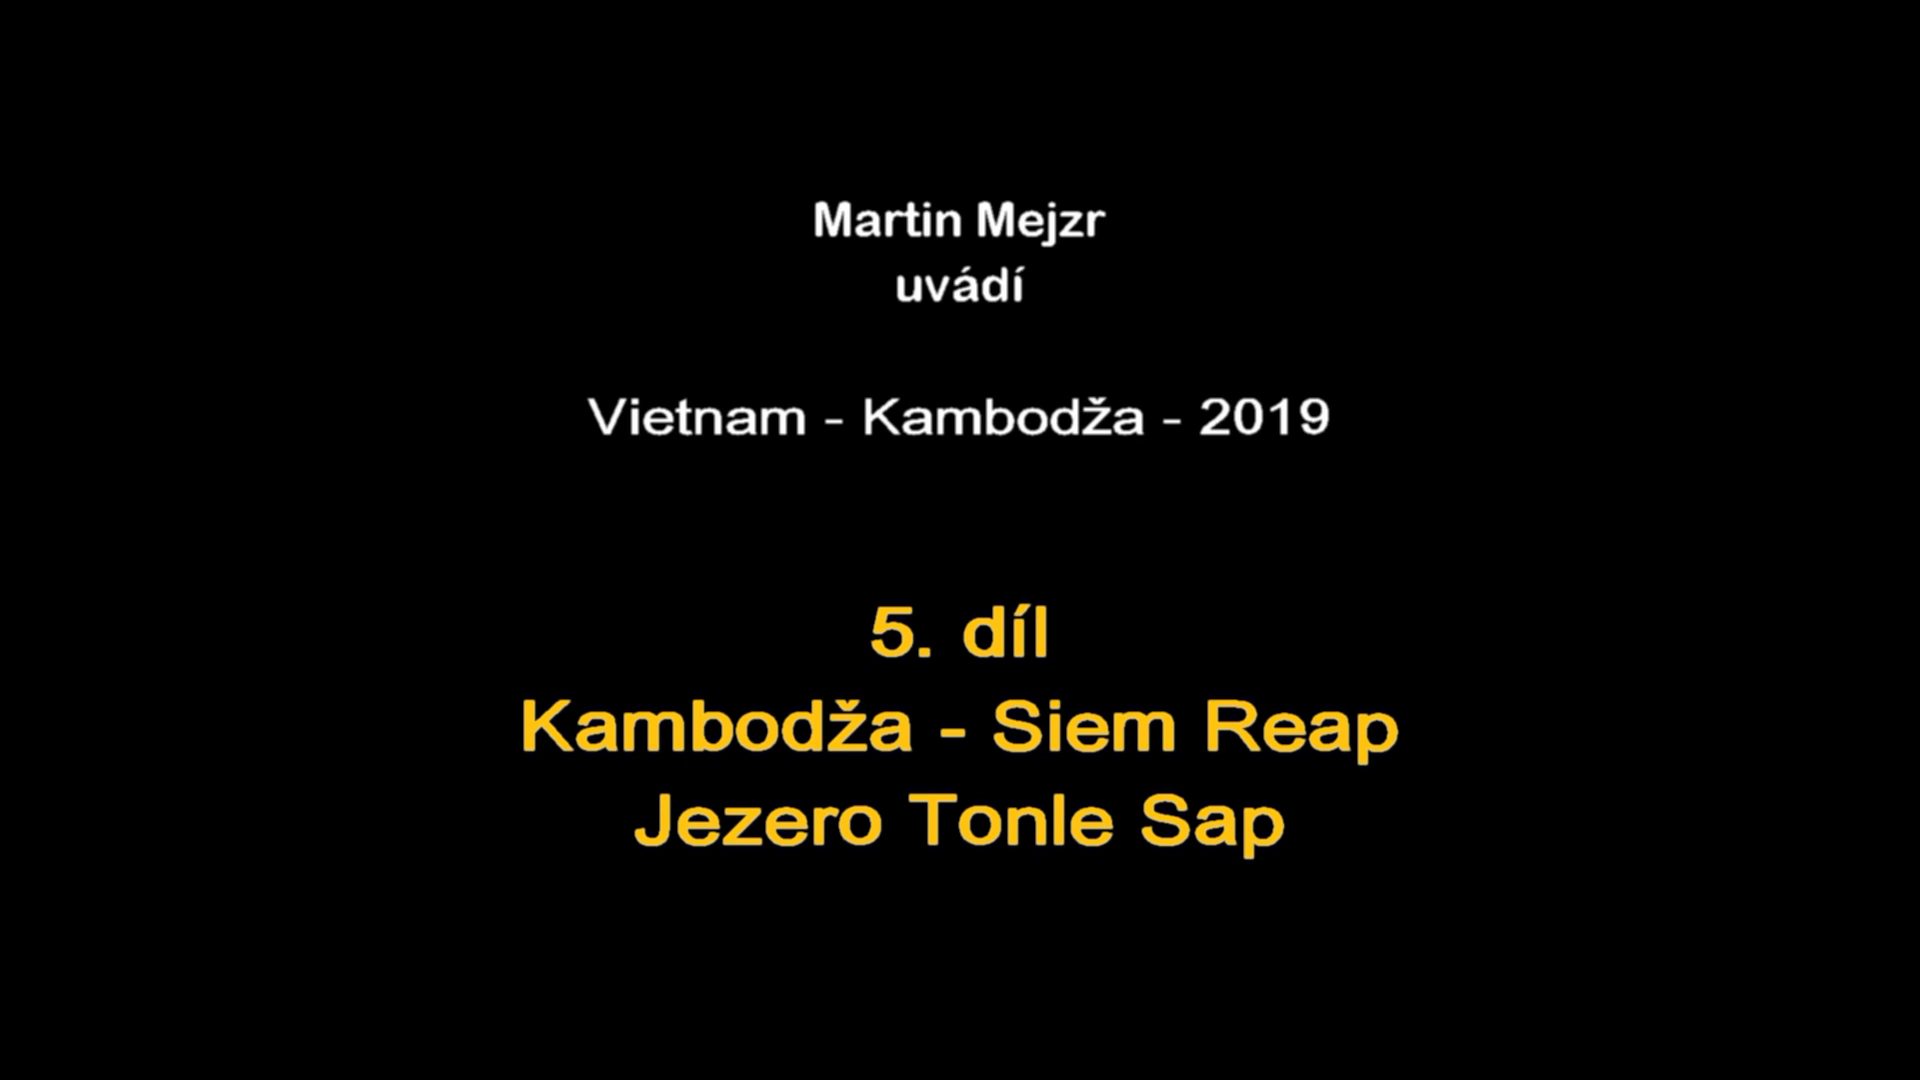 Martin Mejzr
uvádí
Vietnam - Kambodža - 2019
5. díl
Kambodža - Siem Reap
Jezero Tonle Sap